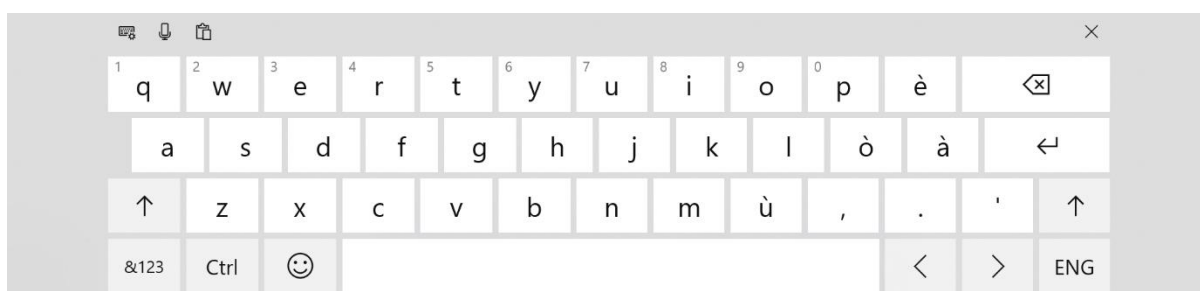 1 q 2 w 3 e 4 r 5 t 6 y 7 u 8 i 9 o 0 p è
a s d f g h j k l ò à
z x c v b n m ù , . '
&123 Ctrl < > ENG